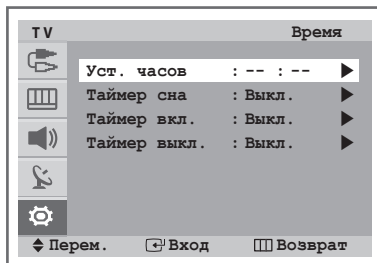 TV Время
Уст. часов : -- : -- ▶
Таймер сна : Выкл. ▶
Таймер вкл. : Выкл. ▶
Таймер выкл. : Выкл. ▶
Перем. Вход Возврат